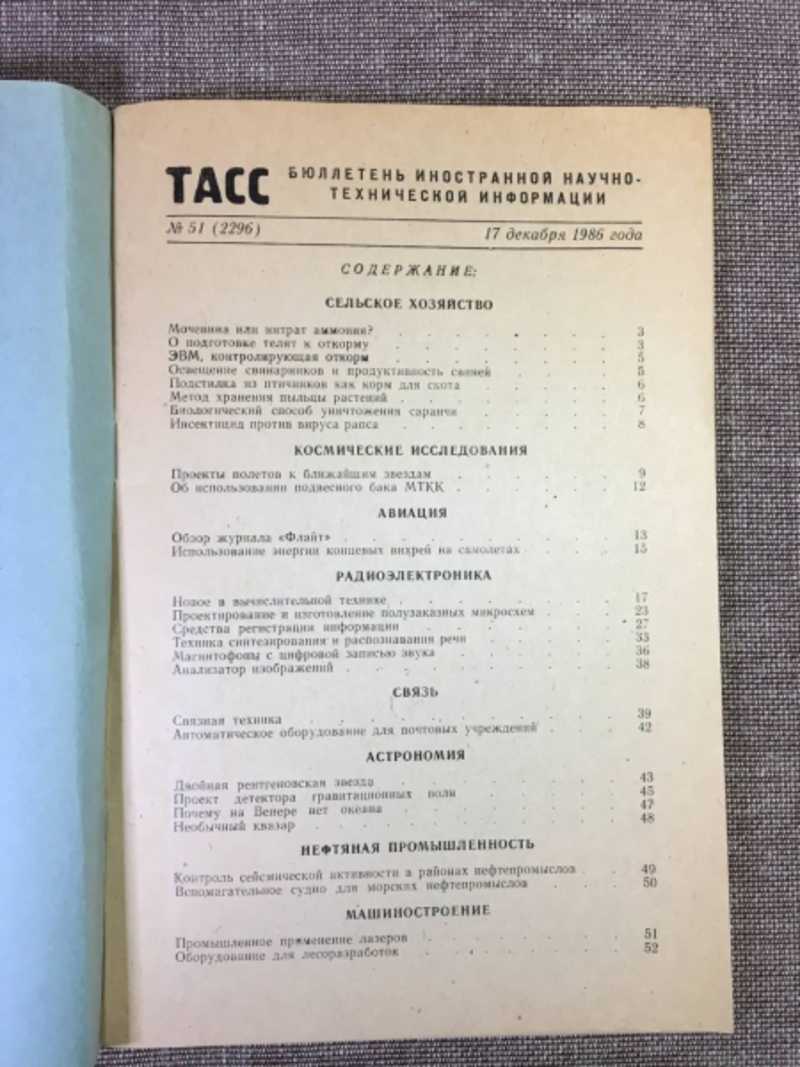 ТАСС БЮЛЛЕТЕНЬ ИНОСТРАННОЙ НАУЧНО-
ТЕХНИЧЕСКОЙ ИНФОРМАЦИИ
№ 51 (2296) 17 декабря 1986 года
СОДЕРЖАНИЕ:
СЕЛЬСКОЕ ХОЗЯЙСТВО
Мочевина или нитрат аммония? . . . . . . . 3
О подготовке телят к откорму . . . . . . . 3
ЭВМ, контролирующая откорм . . . . . . . 5
Освещение свинарников и продуктивность свиней . . . . 5
Подстилка из птичников как корм для скота . . . . . 6
Метод хранения пыльцы растений . . . . . . . 6
Биологический способ уничтожения саранчи . . . . . 7
Инсектицид против вируса рапса . . . . . . . 8
КОСМИЧЕСКИЕ ИССЛЕДОВАНИЯ
Проекты полетов к ближайшим звездам . . . . . . 9
Об использовании подвесного бака МТКК . . . . . . 12
АВИАЦИЯ
Обзор журнала «Флайт» . . . . . . . . . 13
Использование энергии концевых вихрей на самолетах . . . . 15
РАДИОЭЛЕКТРОНИКА
Новое в вычислительной технике . . . . . . . 17
Проектирование и изготовление полузаказных микросхем . . . 23
Средства регистрации информации . . . . . . . 27
Техника синтезирования и распознавания речи . . . . . 33
Магнитофоны с цифровой записью звука . . . . . . 36
Анализатор изображений . . . . . . . . . 38
СВЯЗЬ
Связная техника . . . . . . . . . . 39
Автоматическое оборудование для почтовых учреждений . . . 42
АСТРОНОМИЯ
Двойная рентгеновская звезда . . . . . . . 43
Проект детектора гравитационных волн . . . . . 45
Почему на Венере нет океана . . . . . . . 47
Необычный квазар . . . . . . . . . . 48
НЕФТЯНАЯ ПРОМЫШЛЕННОСТЬ
Контроль сейсмической активности в районах нефтепромыслов . . 49
Вспомагательное судно для морских нефтепромыслов . . . 50
МАШИНОСТРОЕНИЕ
Промышленное применение лазеров . . . . . . 51
Оборудование для лесоразработок . . . . . . . 52